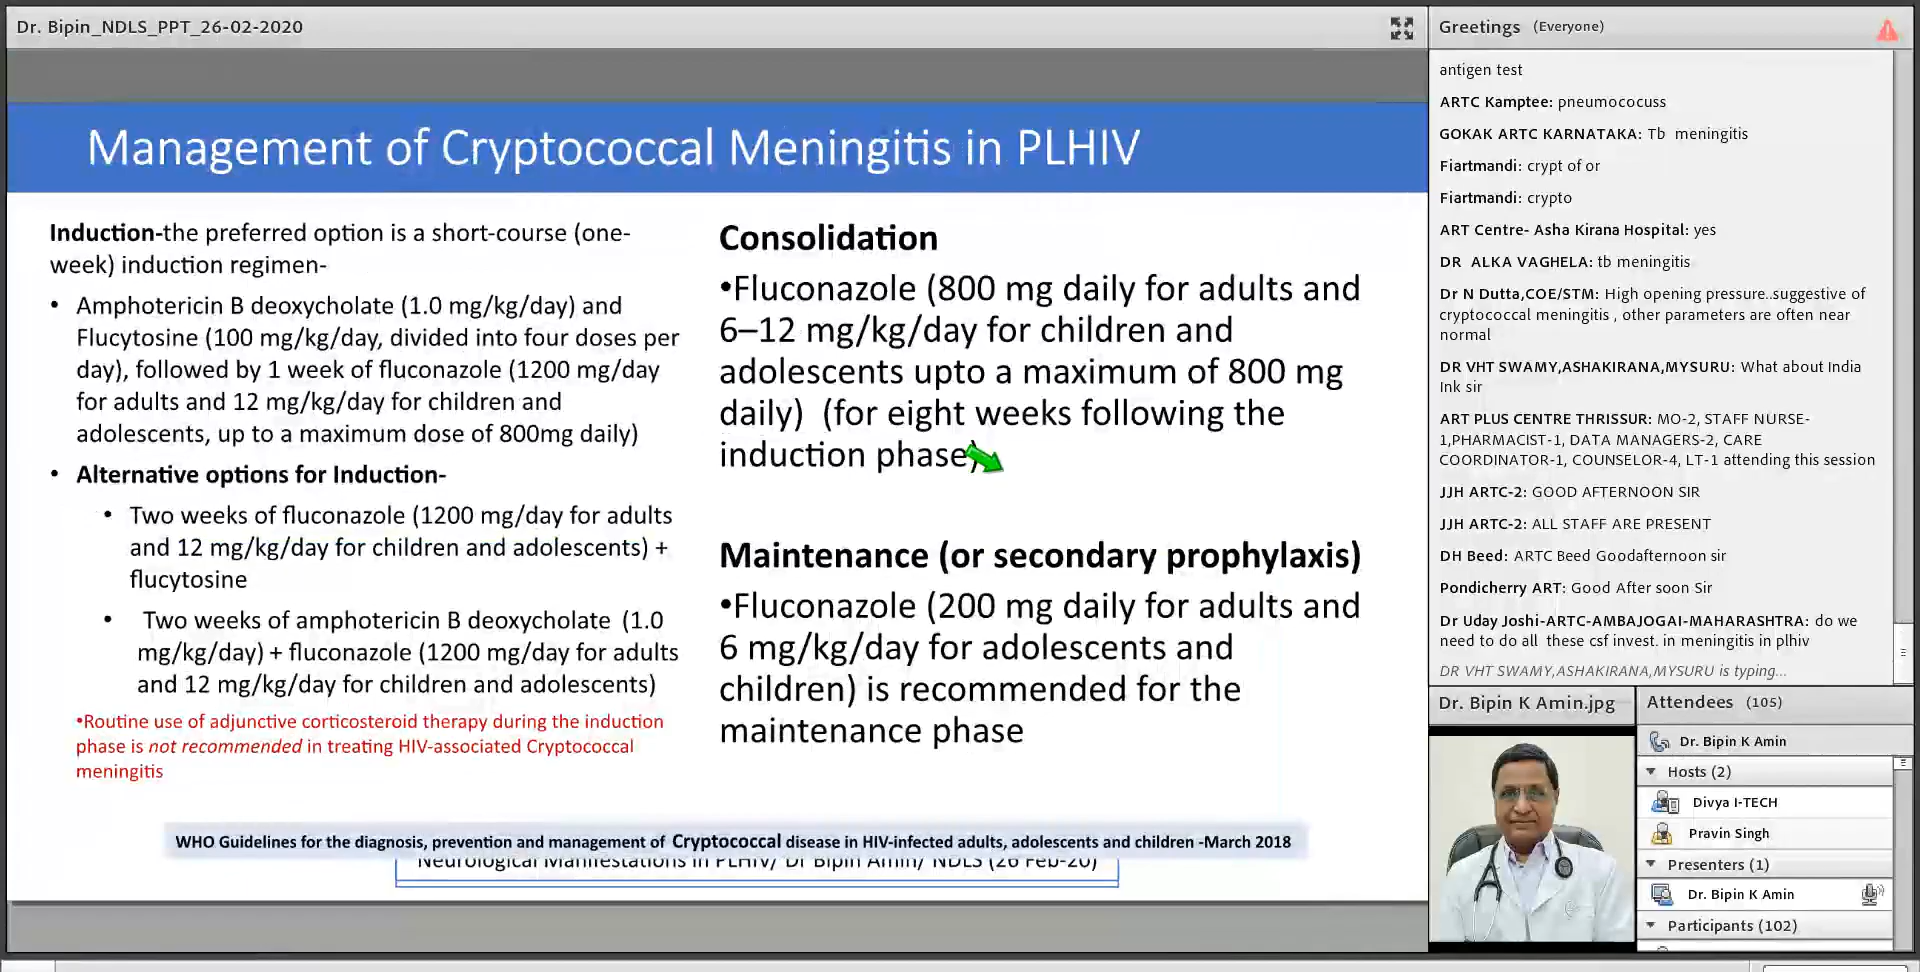 Dr. Bipin_NDLS_PPT_26-02-2020
Management of Cryptococcal Meningitis in PLHIV
Induction-the preferred option is a short-course (one-
week) induction regimen-
• Amphotericin B deoxycholate (1.0 mg/kg/day) and
Flucytosine (100 mg/kg/day, divided into four doses per
day), followed by 1 week of fluconazole (1200 mg/day
for adults and 12 mg/kg/day for children and
adolescents, up to a maximum dose of 800mg daily)
• Alternative options for Induction-
• Two weeks of fluconazole (1200 mg/day for adults
and 12 mg/kg/day for children and adolescents) +
flucytosine
• Two weeks of amphotericin B deoxycholate (1.0
mg/kg/day) + fluconazole (1200 mg/day for adults
and 12 mg/kg/day for children and adolescents)
•Routine use of adjunctive corticosteroid therapy during the induction
phase is not recommended in treating HIV-associated Cryptococcal
meningitis
Consolidation
•Fluconazole (800 mg daily for adults and
6–12 mg/kg/day for children and
adolescents upto a maximum of 800 mg
daily) (for eight weeks following the
induction phase)
Maintenance (or secondary prophylaxis)
•Fluconazole (200 mg daily for adults and
6 mg/kg/day for adolescents and
children) is recommended for the
maintenance phase
WHO Guidelines for the diagnosis, prevention and management of Cryptococcal disease in HIV-infected adults, adolescents and children -March 2018
Neurological Manifestations in PLHIV/ Dr Bipin Amin/ NDLS (26 Feb-20)
Greetings (Everyone)
antigen test
ARTC Kamptee: pneumococuss
GOKAK ARTC KARNATAKA: Tb meningitis
Fiartmandi: crypt of or
Fiartmandi: crypto
ART Centre- Asha Kirana Hospital: yes
DR ALKA VAGHELA: tb meningitis
Dr N Dutta,COE/STM: High opening pressure..suggestive of
cryptococcal meningitis , other parameters are often near
normal
DR VHT SWAMY,ASHAKIRANA,MYSURU: What about India
Ink sir
ART PLUS CENTRE THRISSUR: MO-2, STAFF NURSE-
1,PHARMACIST-1, DATA MANAGERS-2, CARE
COORDINATOR-1, COUNSELOR-4, LT-1 attending this session
JJH ARTC-2: GOOD AFTERNOON SIR
JJH ARTC-2: ALL STAFF ARE PRESENT
DH Beed: ARTC Beed Goodafternoon sir
Pondicherry ART: Good After soon Sir
Dr Uday Joshi-ARTC-AMBAJOGAI-MAHARASHTRA: do we
need to do all these csf invest. in meningitis in plhiv
DR VHT SWAMY,ASHAKIRANA,MYSURU is typing...
Dr. Bipin K Amin.jpg
Attendees (105)
Dr. Bipin K Amin
Hosts (2)
Divya I-TECH
Pravin Singh
Presenters (1)
Dr. Bipin K Amin
Participants (102)